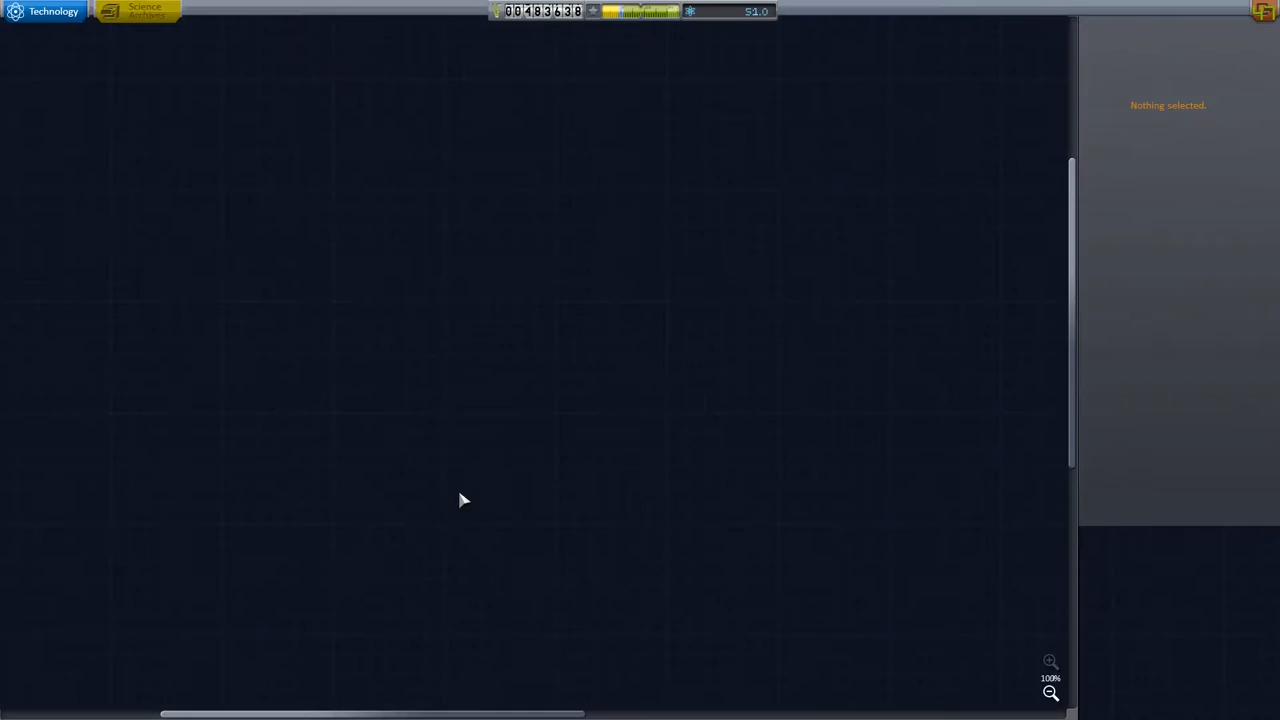 Technology
Science
Archives
00483638
51.0
Nothing selected.
100%